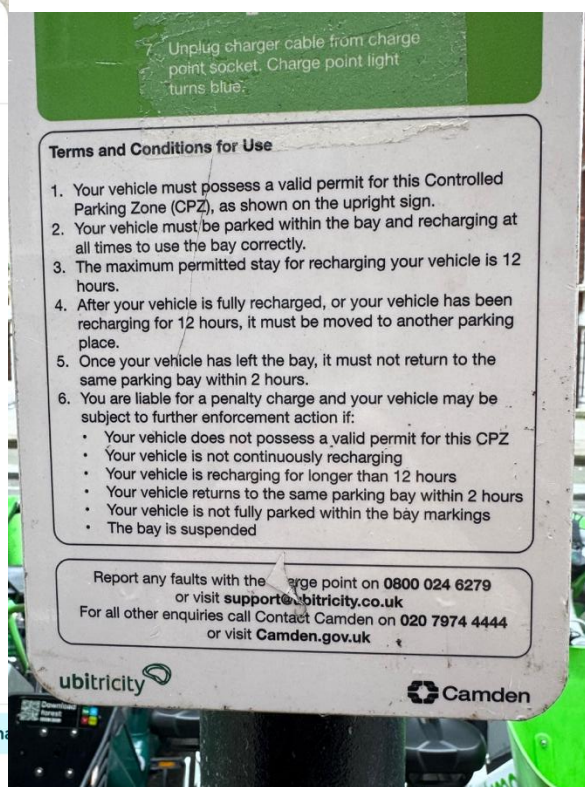 7. Unplug charger cable from charge
point socket. Charge point light
turns blue.
Terms and Conditions for Use
1. Your vehicle must possess a valid permit for this Controlled
Parking Zone (CPZ), as shown on the upright sign.
2. Your vehicle must be parked within the bay and recharging at
all times to use the bay correctly.
3. The maximum permitted stay for recharging your vehicle is 12
hours.
4. After your vehicle is fully recharged, or your vehicle has been
recharging for 12 hours, it must be moved to another parking
place.
5. Once your vehicle has left the bay, it must not return to the
same parking bay within 2 hours.
6. You are liable for a penalty charge and your vehicle may be
subject to further enforcement action if:
• Your vehicle does not possess a valid permit for this CPZ
• Your vehicle is not continuously recharging
• Your vehicle is recharging for longer than 12 hours
• Your vehicle returns to the same parking bay within 2 hours
• Your vehicle is not fully parked within the bay markings
• The bay is suspended
Report any faults with the point on 0800 024 6279
or visit support@ubitricity.co.uk
For all other enquiries call Contact Camden on 020 7974 4444
or visit Camden.gov.uk
ubitricity
Camden
Download
forest